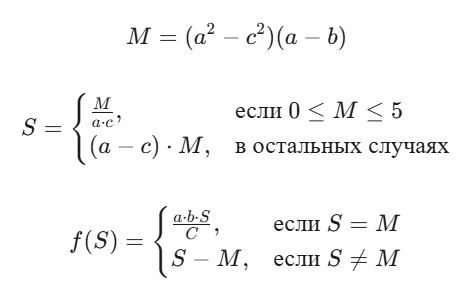 M = (a² − c²)(a − b)
S = { M/(a·c), если 0 ≤ M ≤ 5
(a − c) · M, в остальных случаях
f(S) = { a·b·S/C, если S = M
S − M, если S ≠ M